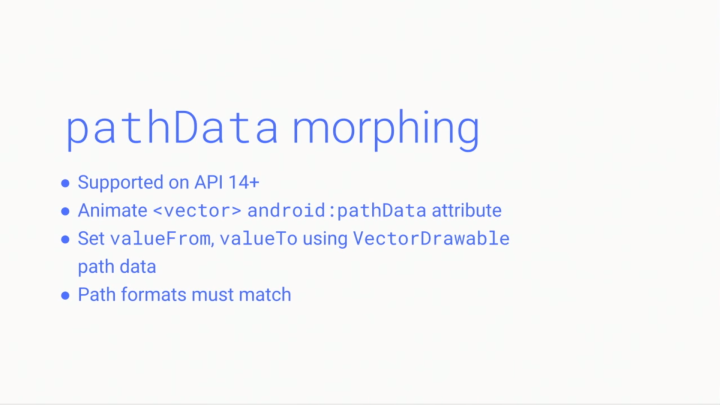 pathData morphing
● Supported on API 14+
● Animate <vector> android:pathData attribute
● Set valueFrom, valueTo using VectorDrawable
path data
● Path formats must match